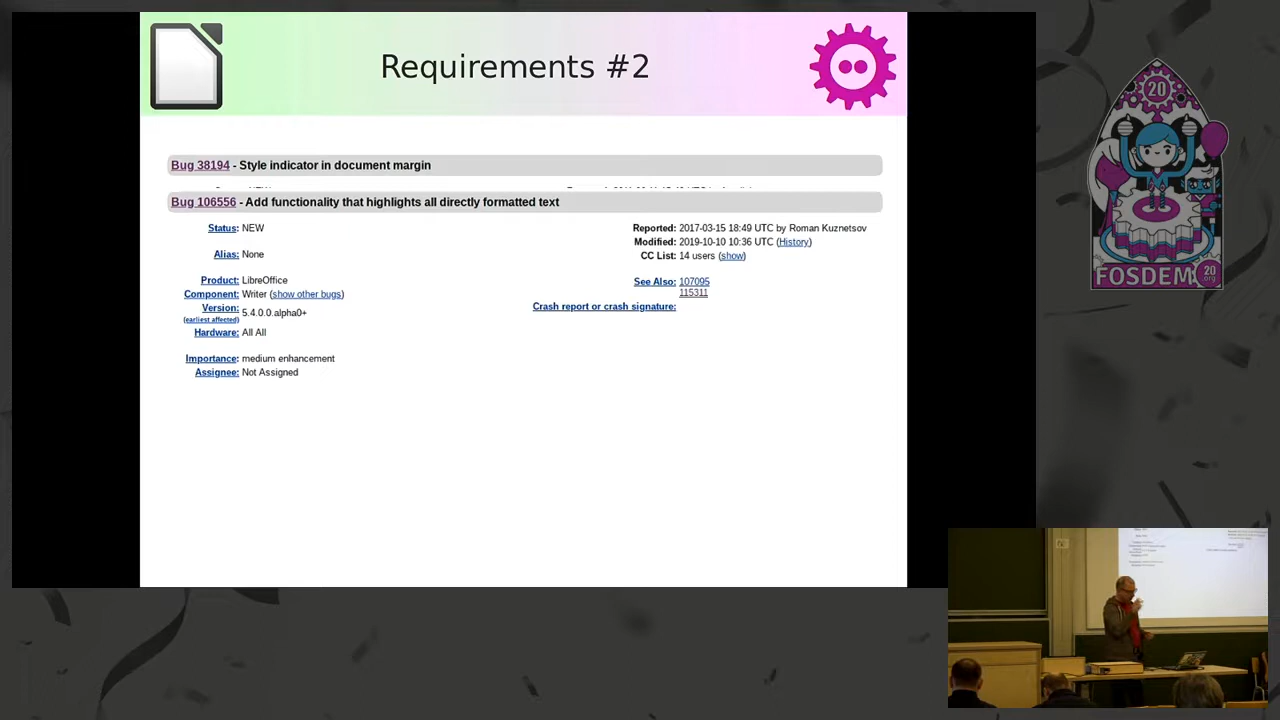 Requirements #2
Bug 38194 - Style indicator in document margin
Bug 106556 - Add functionality that highlights all directly formatted text
Status: NEW
Alias: None
Product: LibreOffice
Component: Writer (show other bugs)
Version: 5.4.0.0.alpha0+
(earliest affected)
Hardware: All All
Importance: medium enhancement
Assignee: Not Assigned
Reported: 2017-03-15 18:49 UTC by Roman Kuznetsov
Modified: 2019-10-10 10:36 UTC (History)
CC List: 14 users (show)
See Also: 107095
115311
Crash report or crash signature:
20
FOSDEM
20
.org